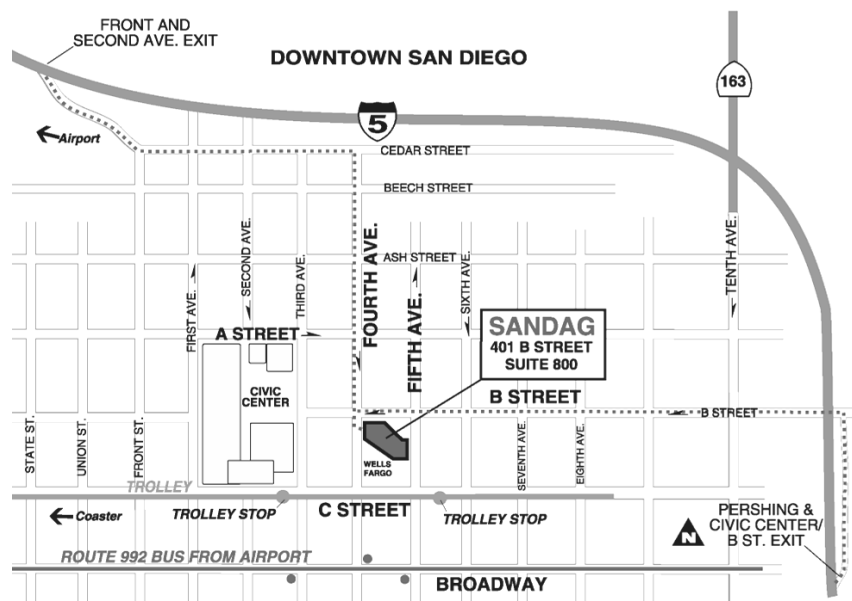 FRONT AND
SECOND AVE. EXIT
DOWNTOWN SAN DIEGO
163
5
Airport
CEDAR STREET
BEECH STREET
ASH STREET
FIRST AVE.
SECOND AVE.
THIRD AVE.
FOURTH AVE.
FIFTH AVE.
SIXTH AVE.
TENTH AVE.
A STREET
SANDAG
401 B STREET
SUITE 800
CIVIC
CENTER
B STREET
B STREET
STATE ST.
UNION ST.
FRONT ST.
SEVENTH AVE.
EIGHTH AVE.
WELLS
FARGO
TROLLEY
Coaster
TROLLEY STOP
C STREET
TROLLEY STOP
PERSHING &
CIVIC CENTER/
B ST. EXIT
N
ROUTE 992 BUS FROM AIRPORT
BROADWAY